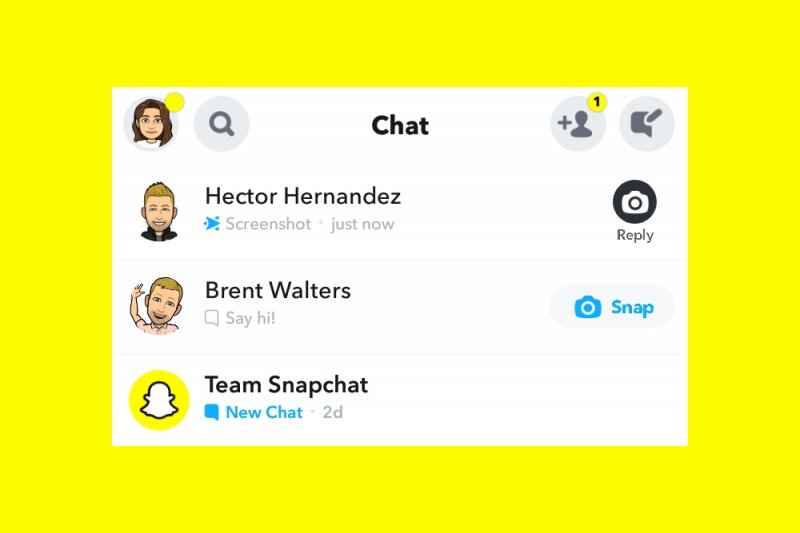 1
Chat
Hector Hernandez
Screenshot • just now
Reply
Brent Walters
Say hi!
Snap
Team Snapchat
New Chat • 2d